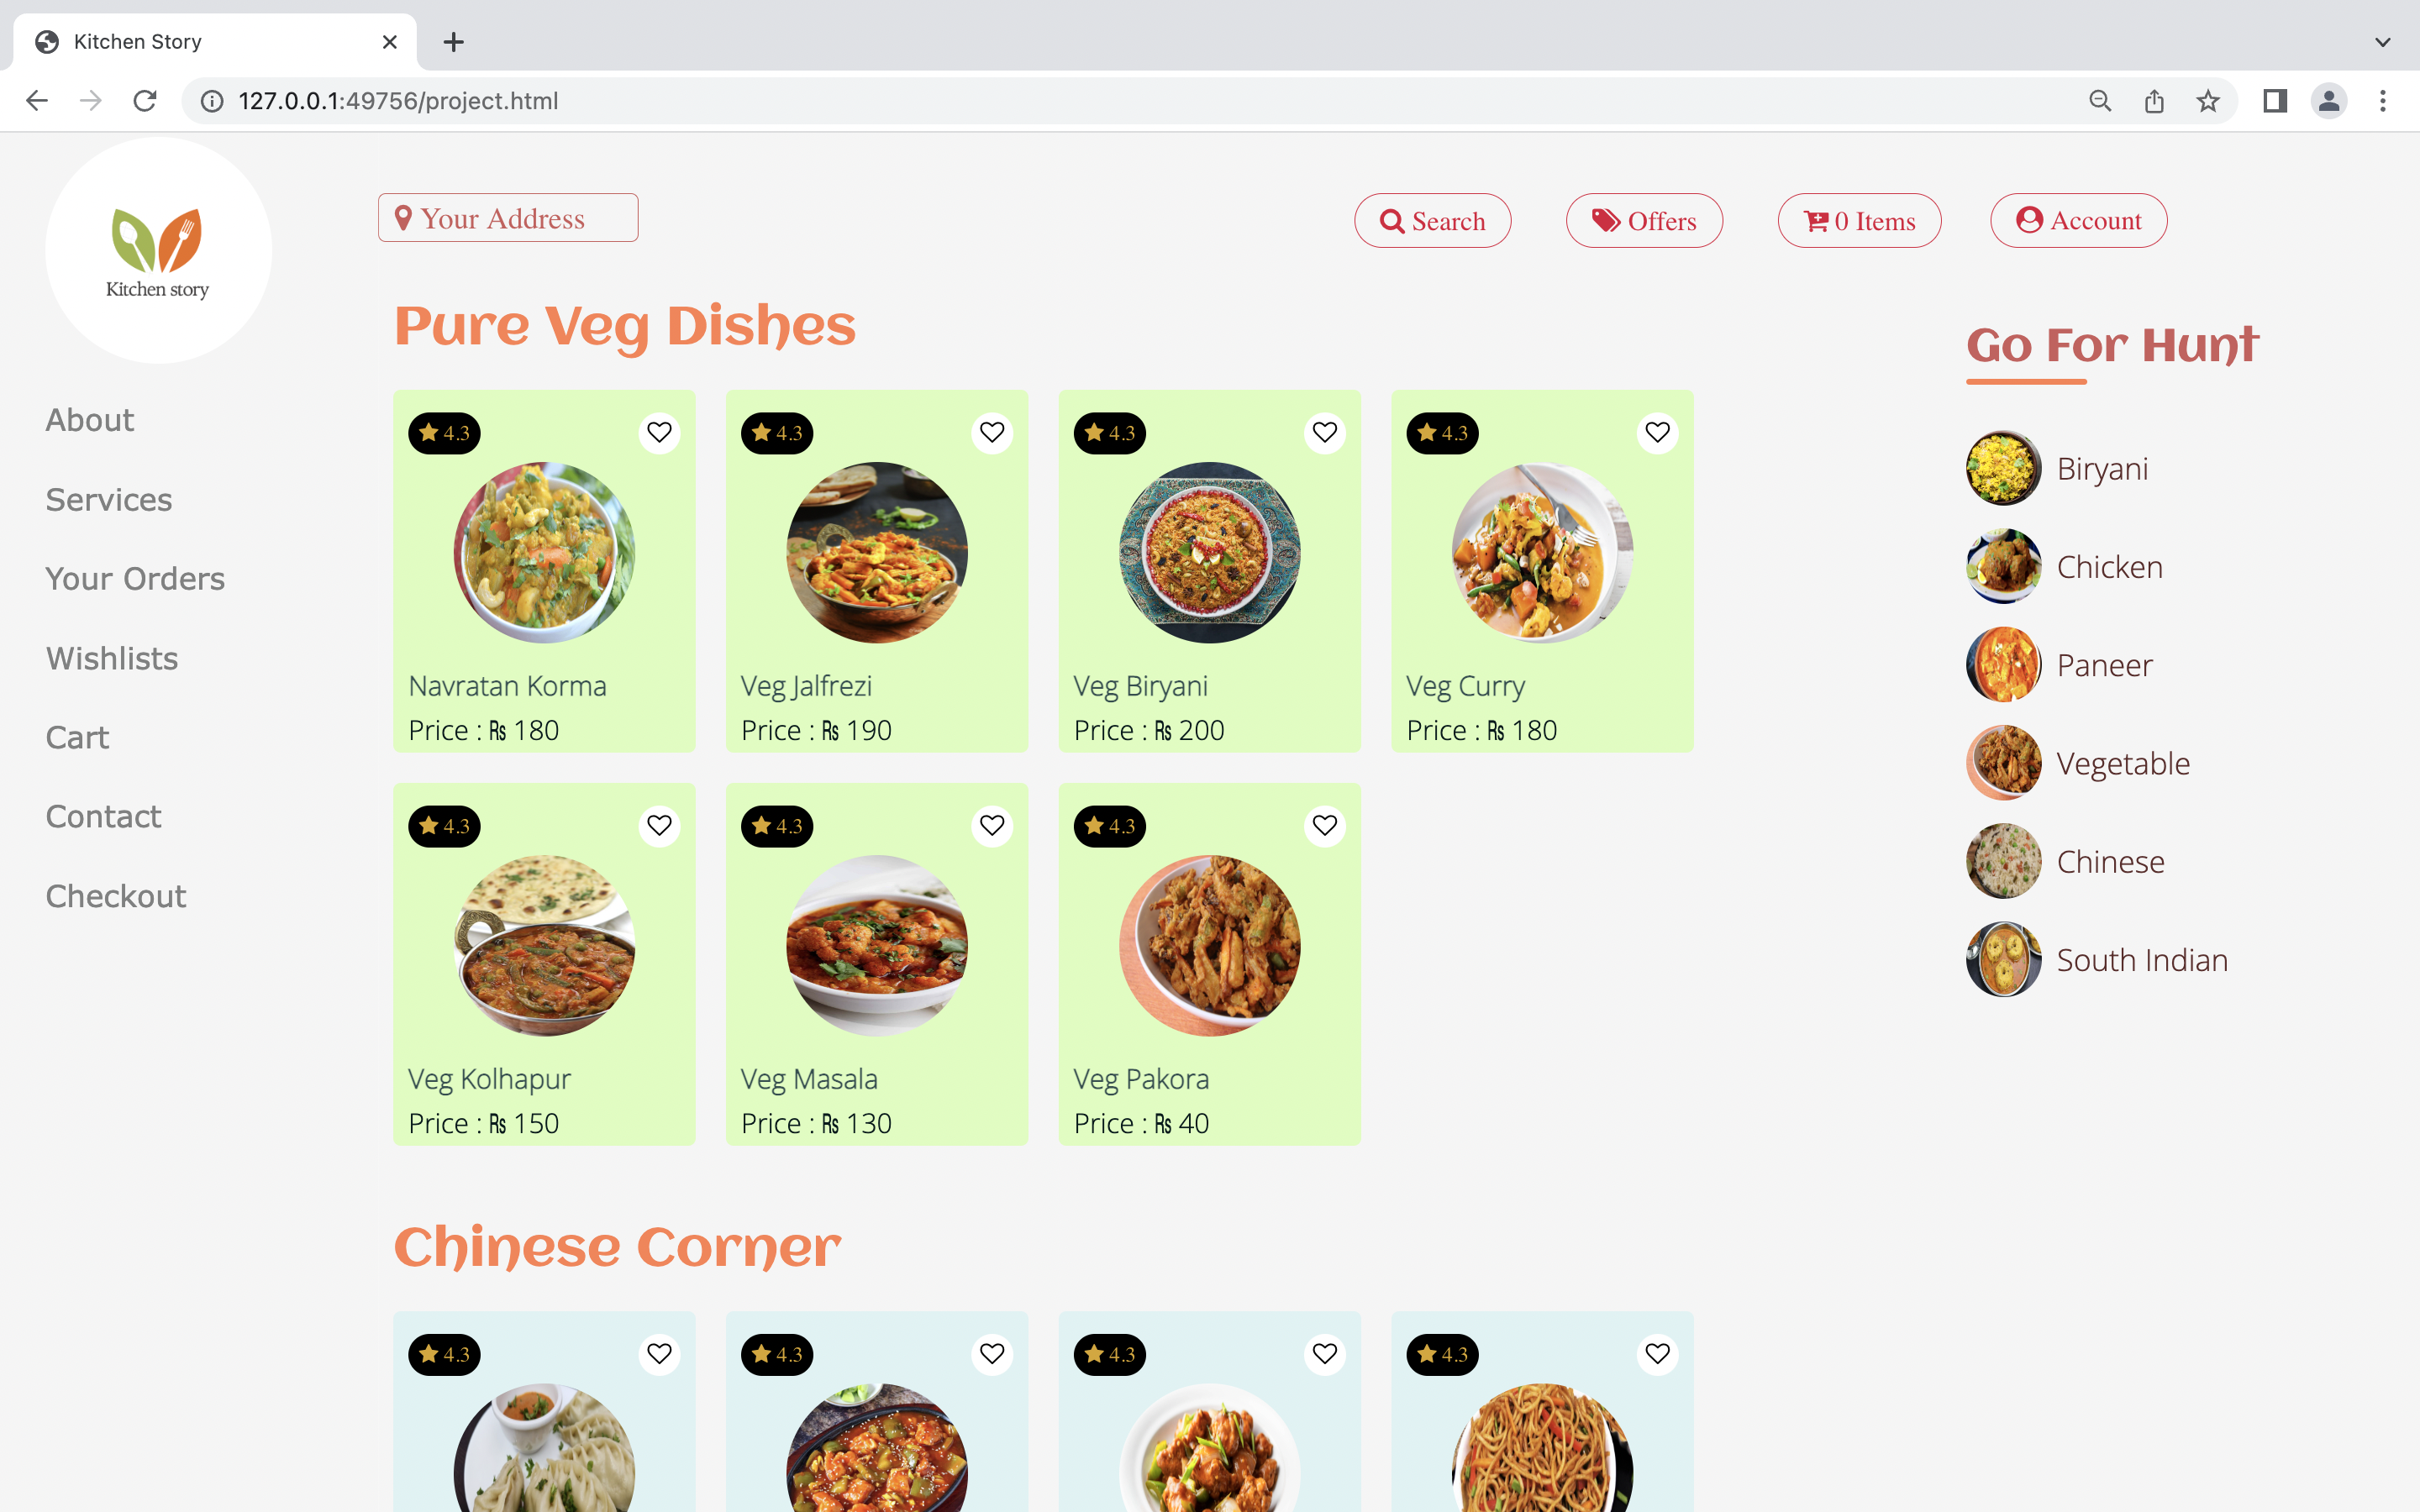 Kitchen Story
127.0.0.1:49756/project.html
Kitchen story
Your Address
Search
Offers
0 Items
Account
About
Services
Your Orders
Wishlists
Cart
Contact
Checkout
Pure Veg Dishes
4.3 4.3 4.3 4.3
Navratan Korma Veg Jalfrezi Veg Biryani Veg Curry
Price : ₨ 180 Price : ₨ 190 Price : ₨ 200 Price : ₨ 180
4.3 4.3 4.3
Veg Kolhapur Veg Masala Veg Pakora
Price : ₨ 150 Price : ₨ 130 Price : ₨ 40
Chinese Corner
4.3 4.3 4.3 4.3
Go For Hunt
Biryani
Chicken
Paneer
Vegetable
Chinese
South Indian